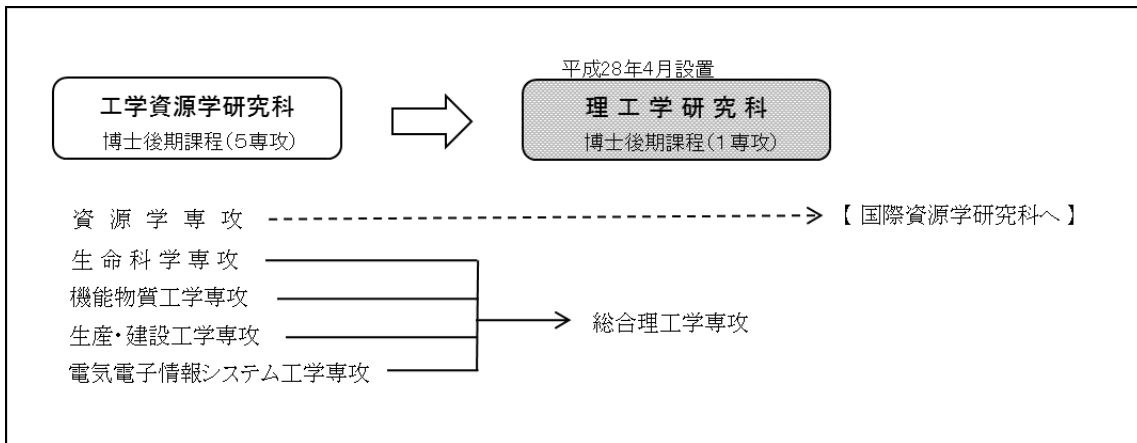 平成28年4月設置
工学資源学研究科
博士後期課程(5専攻)
理工学研究科
博士後期課程(1専攻)
資源学専攻
【国際資源学研究科へ】
生命科学専攻
機能物質工学専攻
生産・建設工学専攻
総合理工学専攻
電気電子情報システム工学専攻